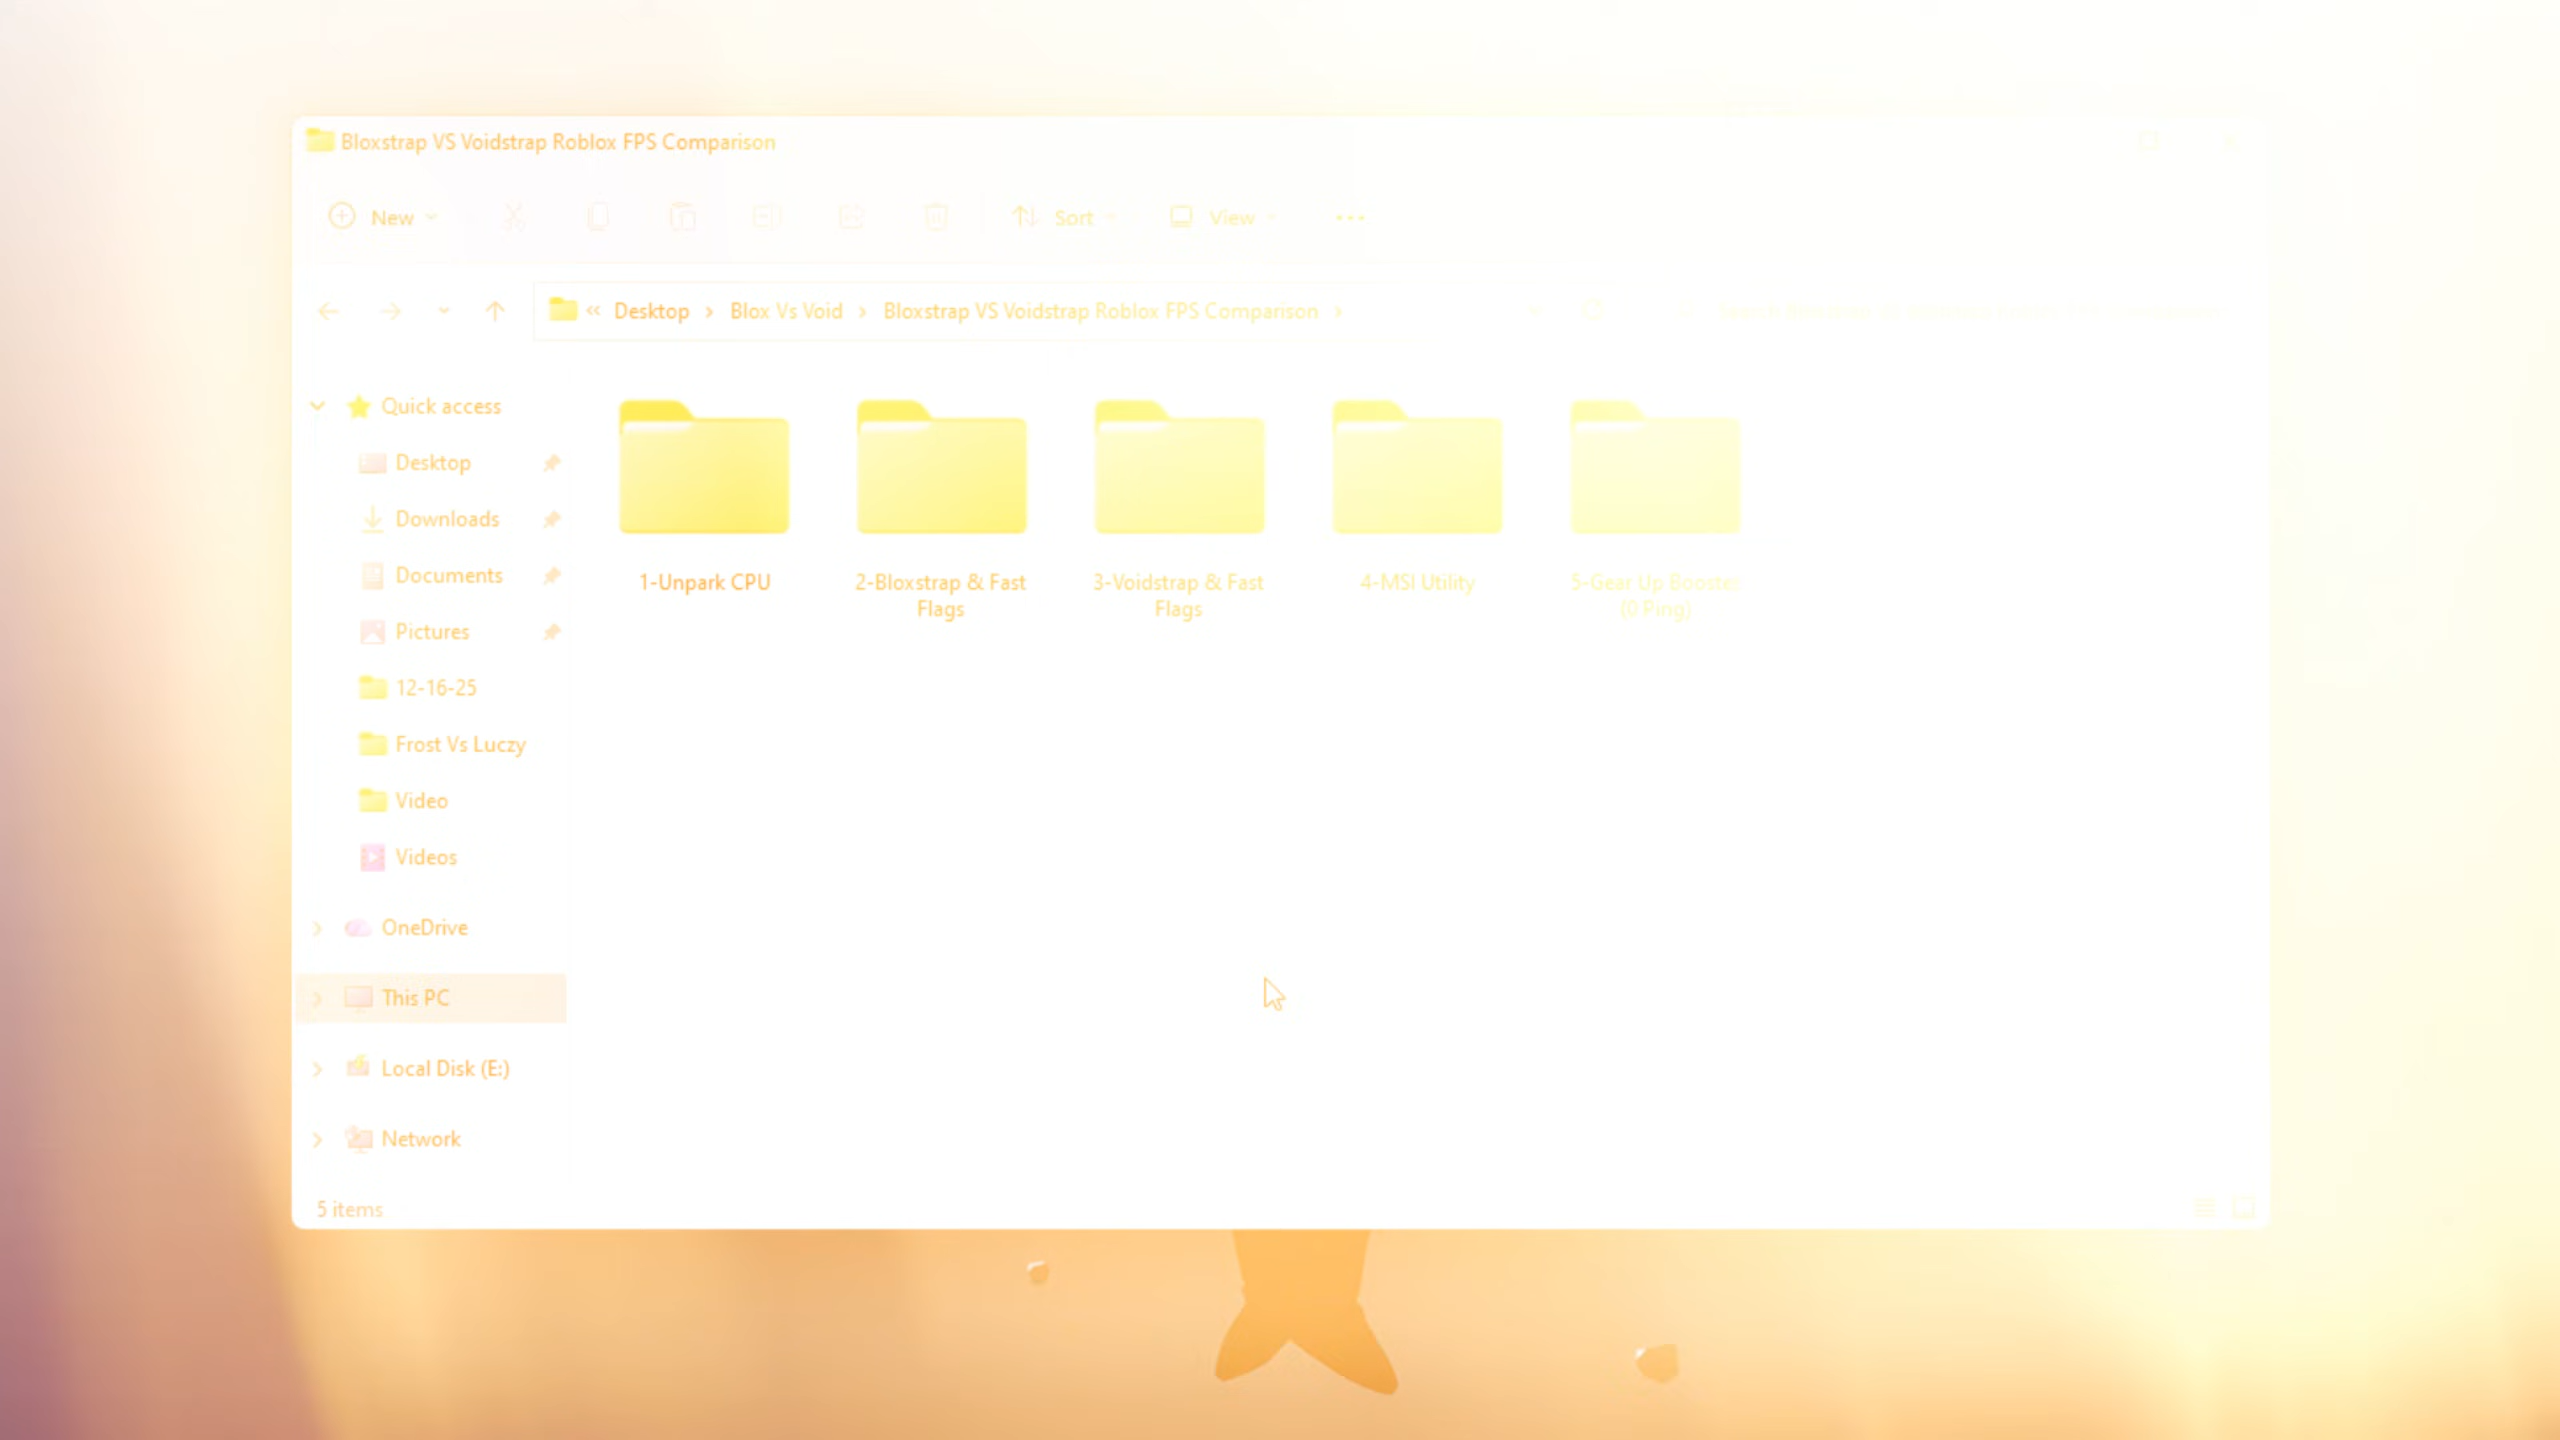 Bloxstrap VS Voidstrap Roblox FPS Comparison
New
Sort
View
« Desktop › Blox Vs Void › Bloxstrap VS Voidstrap Roblox FPS Comparison ›
Quick access
Desktop
Downloads
Documents
Pictures
12-16-25
Frost Vs Luczy
Video
Videos
OneDrive
This PC
Local Disk (E:)
Network
1-Unpark CPU
2-Bloxstrap & Fast
Flags
3-Voidstrap & Fast
Flags
4-MSI Utility
5-Gear Up Booster
(0 Ping)
5 items